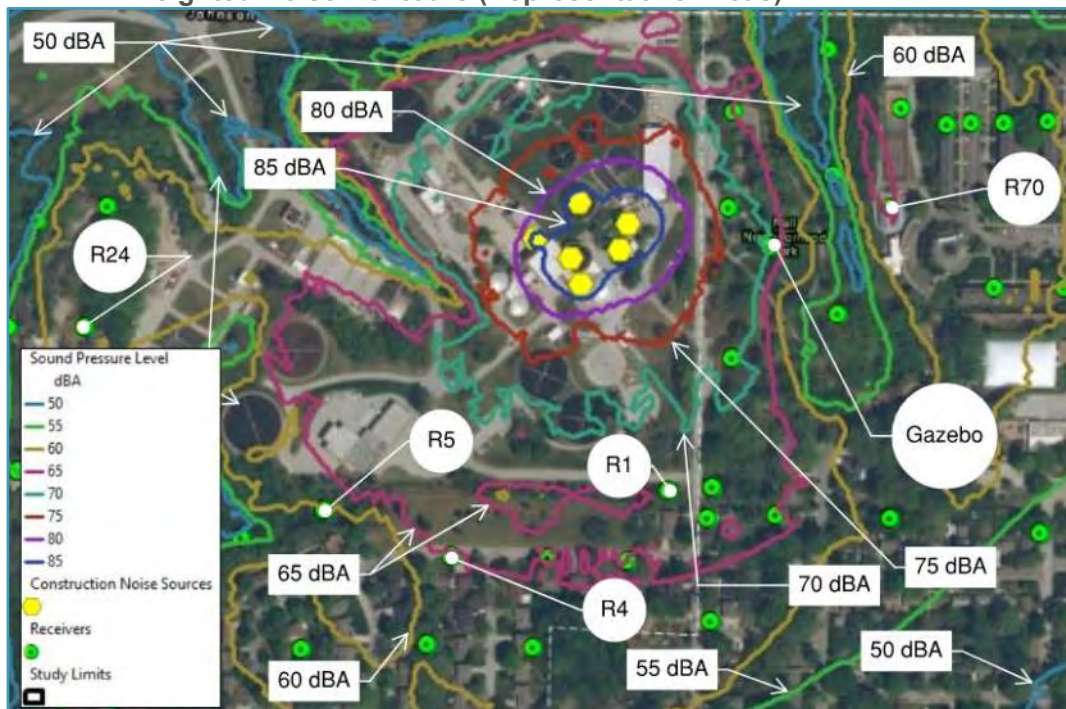 Johnson
50 dBA
60 dBA
80 dBA
85 dBA
R70
R24
Gazebo
R5
R1
65 dBA
R4
70 dBA
75 dBA
60 dBA
55 dBA
50 dBA
Sound Pressure Level
dBA
50
55
60
65
70
75
80
85
Construction Noise Sources
Receivers
Study Limits